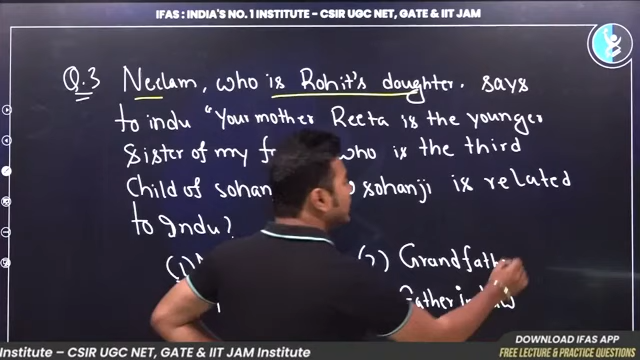 IFAS : INDIA'S NO. 1 INSTITUTE – CSIR UGC NET, GATE & IIT JAM
Q.3 Neelam, who is Rohit's daughter. says
to indu "Your mother Reeta is the younger
sister of my who is the third
child of sohan sohanji is related
to Indu?
(1) (2) Grandfath
Father in law
DOWNLOAD IFAS APP
Institute – CSIR UGC NET, GATE & IIT JAM Institute
FREE LECTURE & PRACTICE QUESTIONS